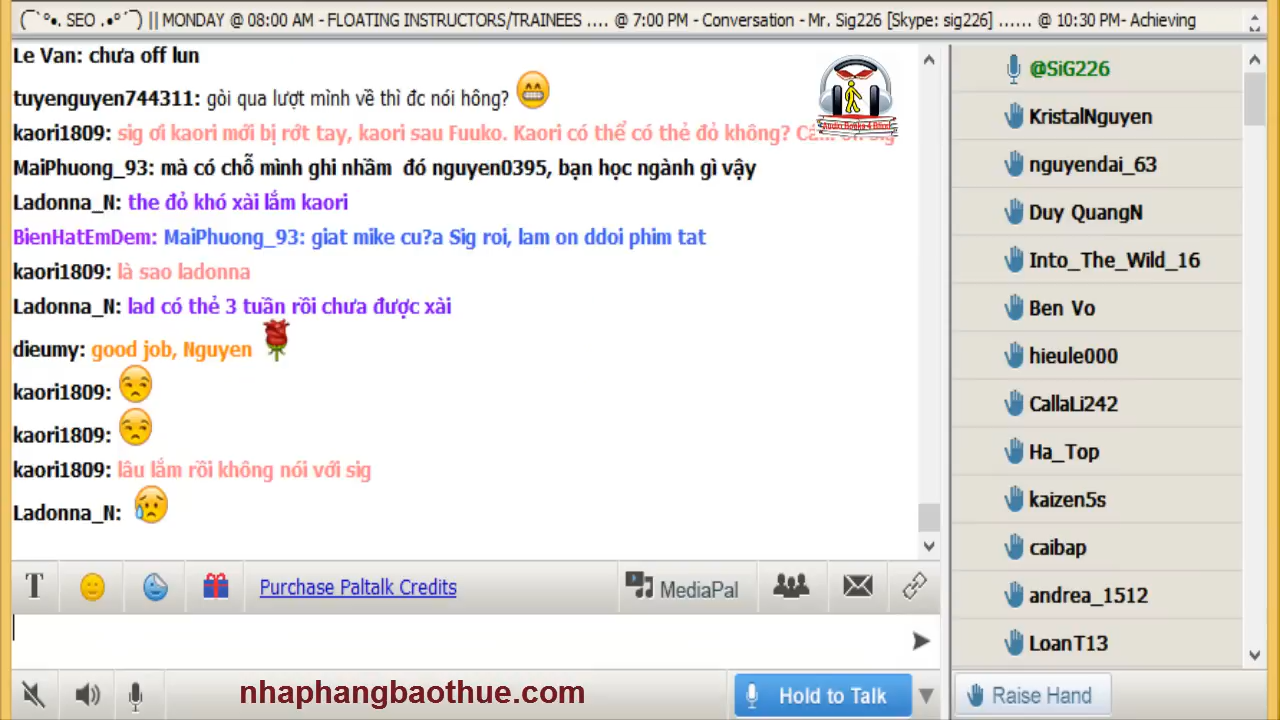 (¯`°•. SEO .•°´¯) || MONDAY @ 08:00 AM - FLOATING INSTRUCTORS/TRAINEES .... @ 7:00 PM - Conversation - Mr. Sig226 [Skype: sig226] ...... @ 10:30 PM- Achieving
Le Van: chưa off lun
tuyenguyen744311: gòi qua lượt mình về thì đc nói hông?
kaori1809: sig ơi kaori mới bị rớt tay, kaori sau Fuuko. Kaori có thể có thẻ đỏ không? Sig
MaiPhuong_93: mà có chỗ mình ghi nhầm đó nguyen0395, bạn học ngành gì vậy
Ladonna_N: the đỏ khó xài lắm kaori
BienHatEmDem: MaiPhuong_93: giat mike cu?a Sig roi, lam on ddoi phim tat
kaori1809: là sao ladonna
Ladonna_N: lad có thẻ 3 tuần rồi chưa được xài
dieumy: good job, Nguyen
kaori1809:
kaori1809:
kaori1809: lâu lắm rồi không nói với sig
Ladonna_N:
T
Purchase Paltalk Credits
MediaPal
nhaphangbaothue.com
Hold to Talk
@SiG226
KristalNguyen
nguyendai_63
Duy QuangN
Into_The_Wild_16
Ben Vo
hieule000
CallaLi242
Ha_Top
kaizen5s
caibap
andrea_1512
LoanT13
Raise Hand